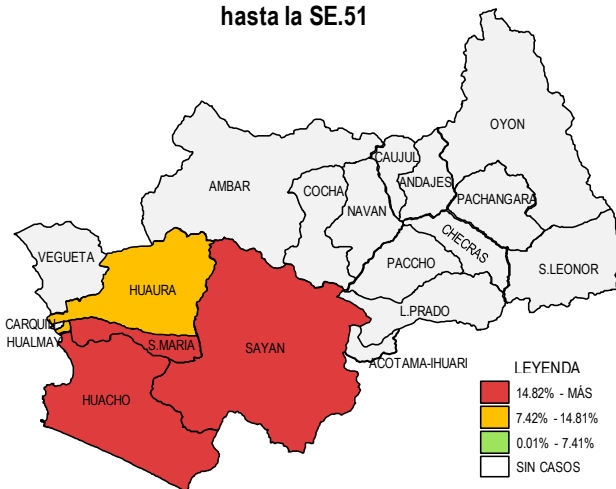 hasta la SE.51
OYON
CAUJUL
ANDAJES
AMBAR
COCHA
NAVAN
PACHANGARA
CHECRAS
VEGUETA
PACCHO
S.LEONOR
HUAURA
L.PRADO
CARQUIN
HUALMAY
S.MARIA
SAYAN
ACOTAMA-IHUARI
HUACHO
LEYENDA
14.82% - MÁS
7.42% - 14.81%
0.01% - 7.41%
SIN CASOS